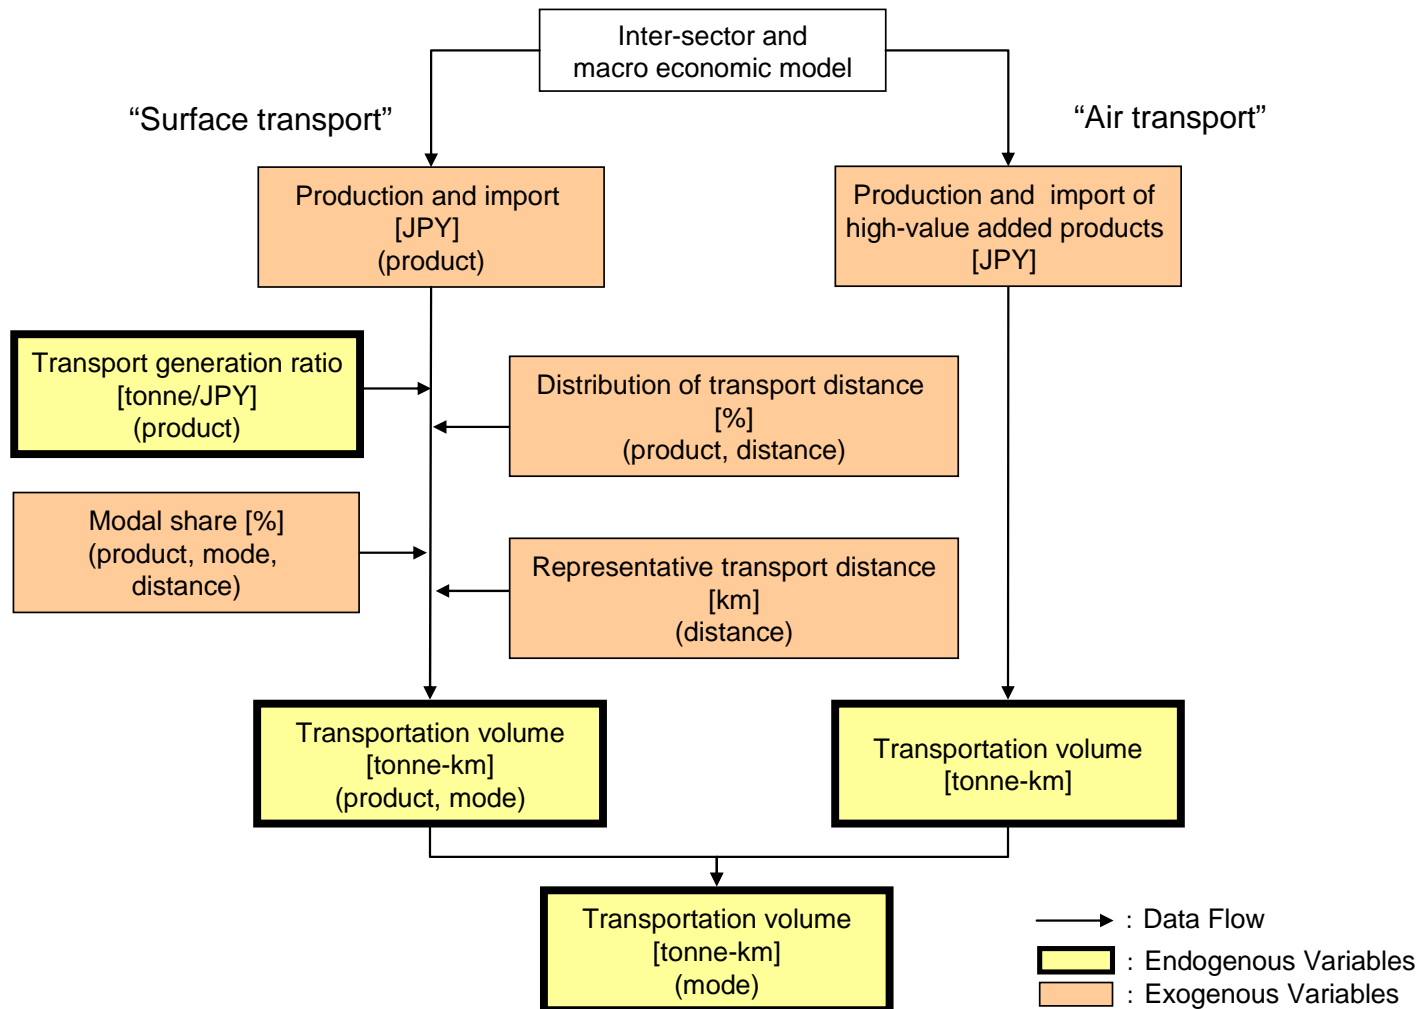 Inter-sector and
macro economic model
“Surface transport”
“Air transport”
Production and import
[JPY]
(product)
Production and import of
high-value added products
[JPY]
Transport generation ratio
[tonne/JPY]
(product)
Distribution of transport distance
[%]
(product, distance)
Modal share [%]
(product, mode,
distance)
Representative transport distance
[km]
(distance)
Transportation volume
[tonne-km]
(product, mode)
Transportation volume
[tonne-km]
Transportation volume
[tonne-km]
(mode)
: Data Flow
: Endogenous Variables
: Exogenous Variables